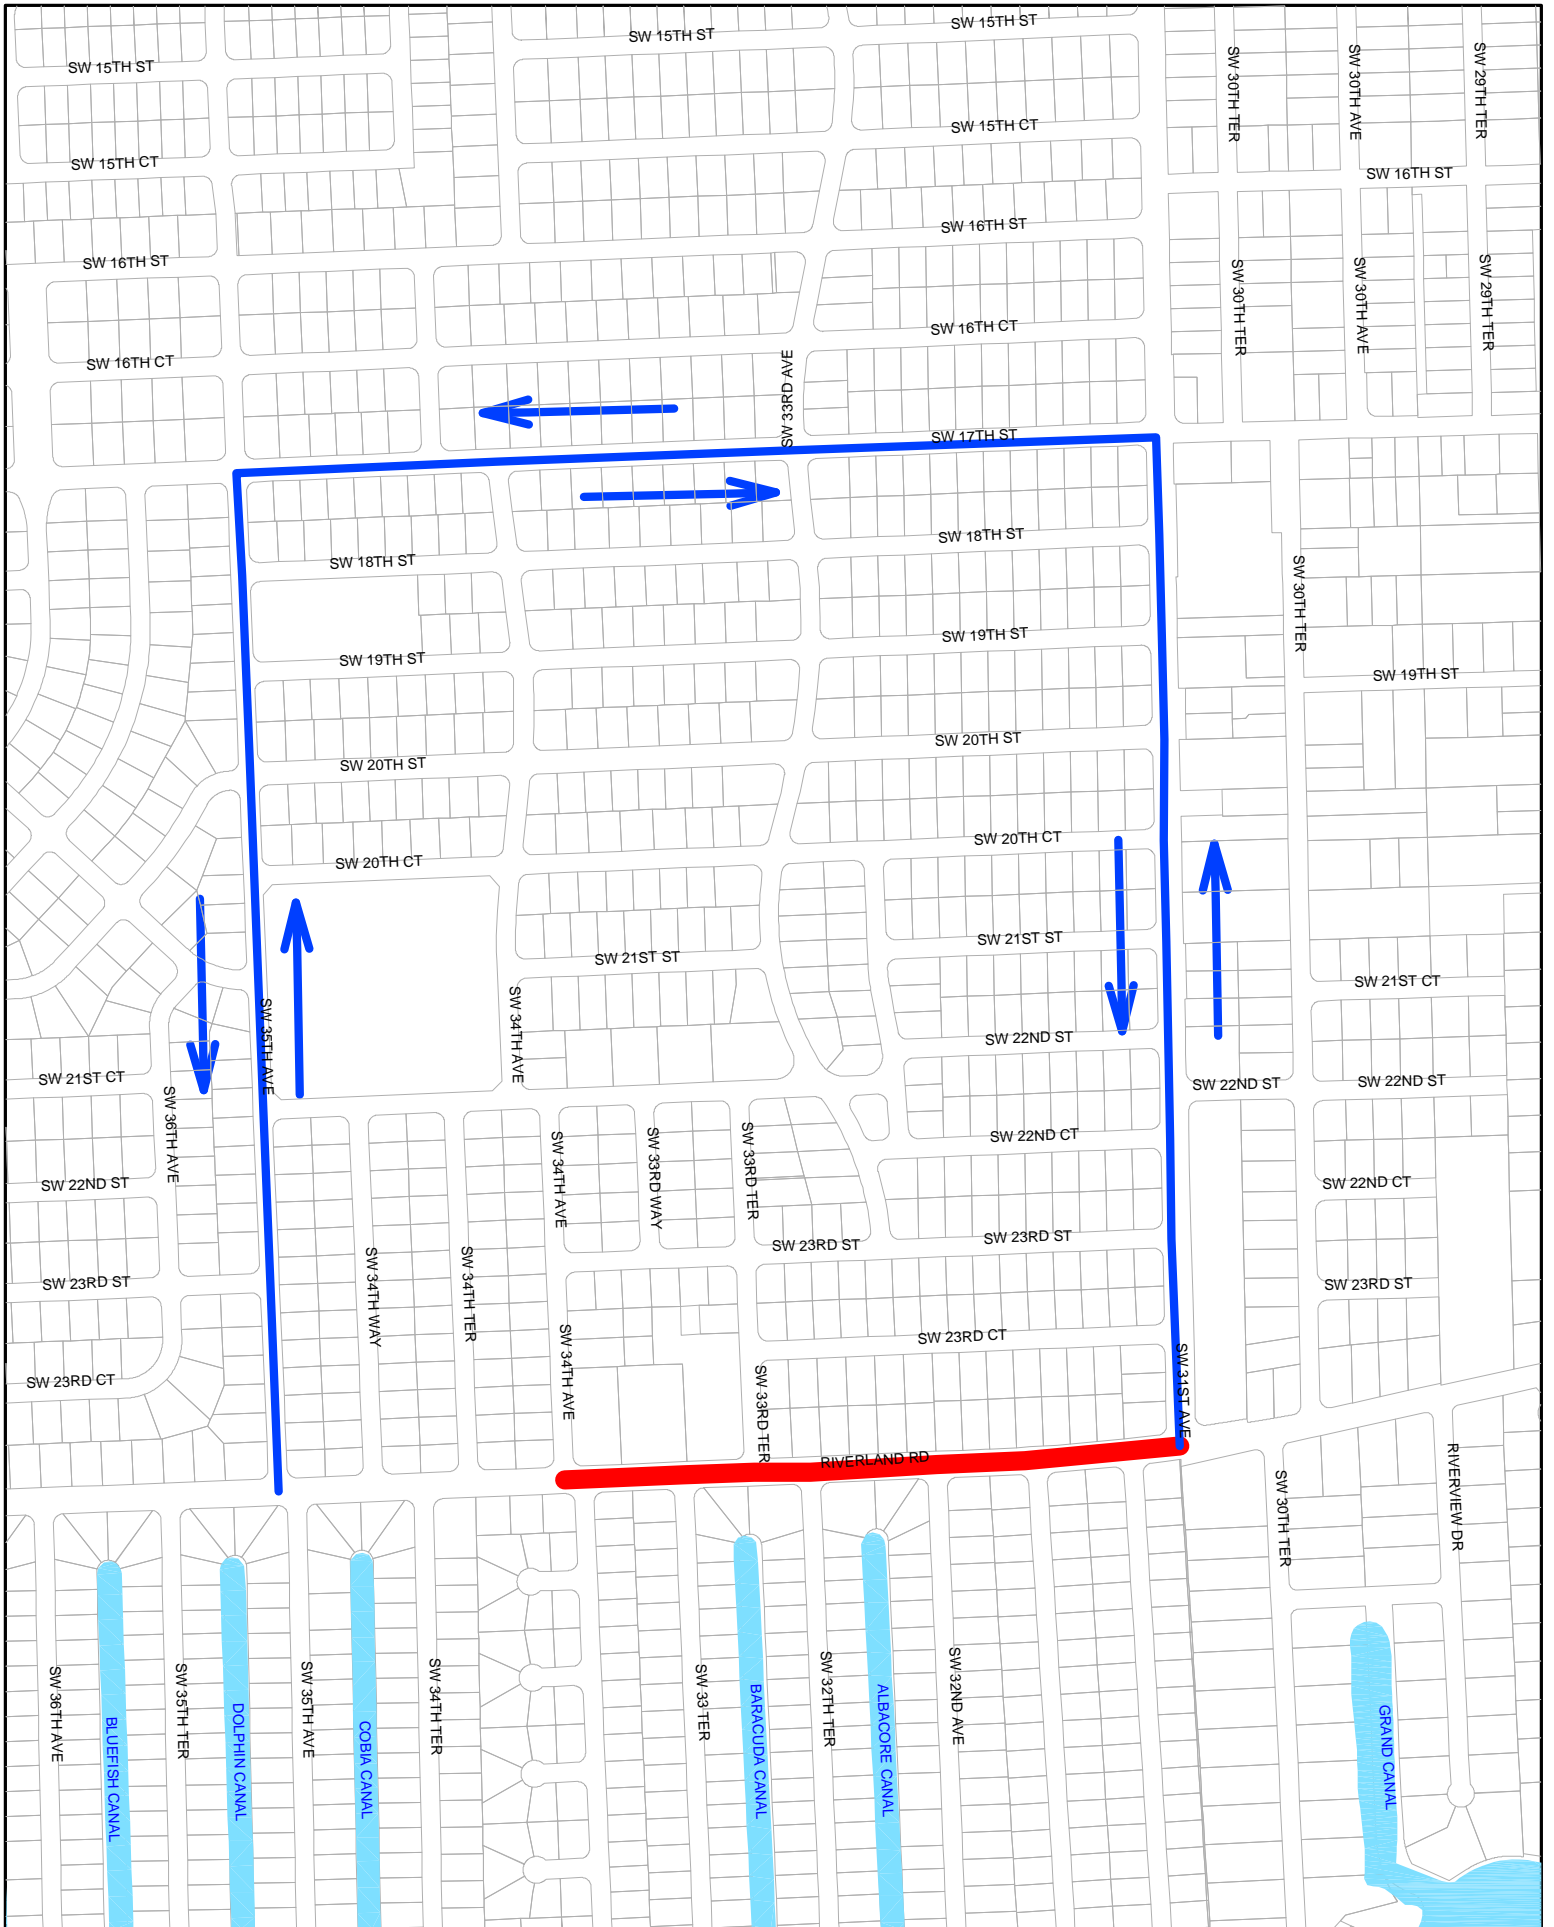 SW 15TH ST
SW 15TH ST
SW 15TH ST
SW 30TH TER
SW 30TH AVE
SW 29TH TER
SW 15TH CT
SW 15TH CT
SW 16TH ST
SW 16TH ST
SW 16TH ST
SW 30TH TER
SW 30TH AVE
SW 29TH TER
SW 16TH CT
SW 16TH CT
SW 33RD AVE
SW 17TH ST
SW 18TH ST
SW 18TH ST
SW 30TH TER
SW 19TH ST
SW 19TH ST
SW 19TH ST
SW 20TH ST
SW 20TH ST
SW 20TH CT
SW 20TH CT
SW 21ST ST
SW 21ST ST
SW 21ST CT
SW 35TH AVE
SW 34TH AVE
SW 22ND ST
SW 21ST CT
SW 22ND ST
SW 22ND ST
SW 36TH AVE
SW 34TH AVE
SW 33RD WAY
SW 33RD TER
SW 22ND CT
SW 22ND ST
SW 22ND CT
SW 23RD ST
SW 23RD ST
SW 23RD ST
SW 23RD ST
SW 34TH WAY
SW 34TH TER
SW 34TH AVE
SW 23RD CT
SW 31ST AVE
SW 23RD CT
SW 33RD TER
RIVERLAND RD
SW 30TH TER
RIVERVIEW DR
SW 36TH AVE
BLUEFISH CANAL
SW 35TH TER
DOLPHIN CANAL
SW 35TH AVE
COBIA CANAL
SW 34TH TER
SW 33 TER
BARACUDA CANAL
SW 32TH TER
ALBACORE CANAL
SW 32ND AVE
GRAND CANAL